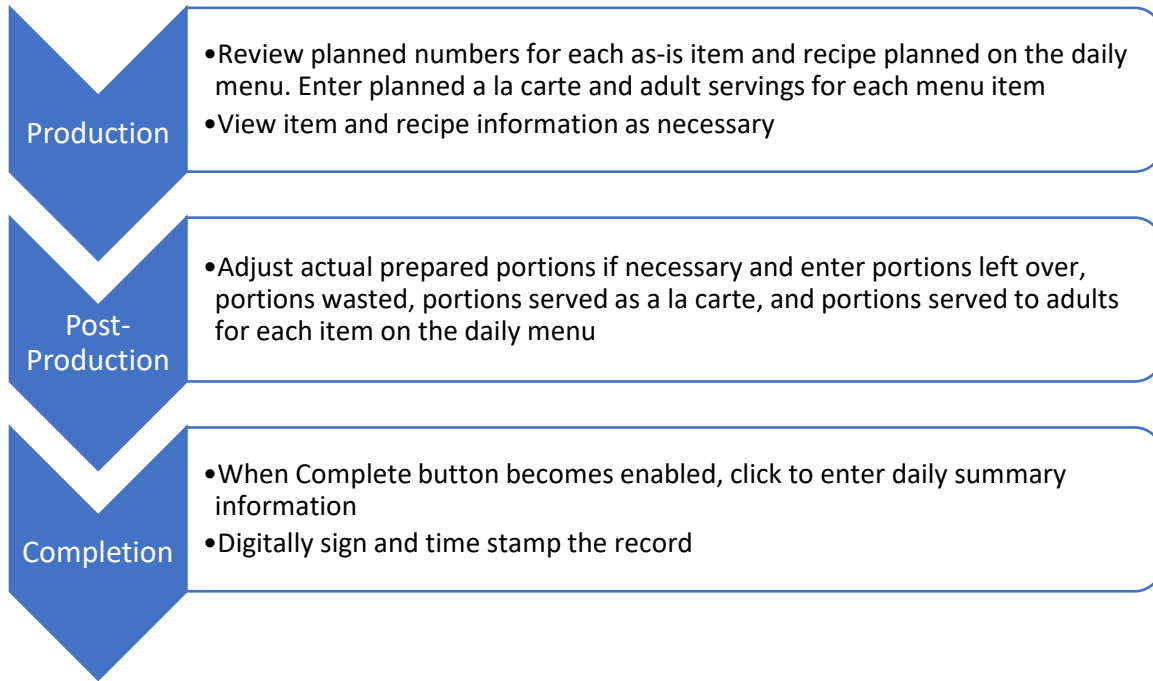 Production
•Review planned numbers for each as-is item and recipe planned on the daily
menu. Enter planned a la carte and adult servings for each menu item
•View item and recipe information as necessary
Post-
Production
•Adjust actual prepared portions if necessary and enter portions left over,
portions wasted, portions served as a la carte, and portions served to adults
for each item on the daily menu
Completion
•When Complete button becomes enabled, click to enter daily summary
information
•Digitally sign and time stamp the record